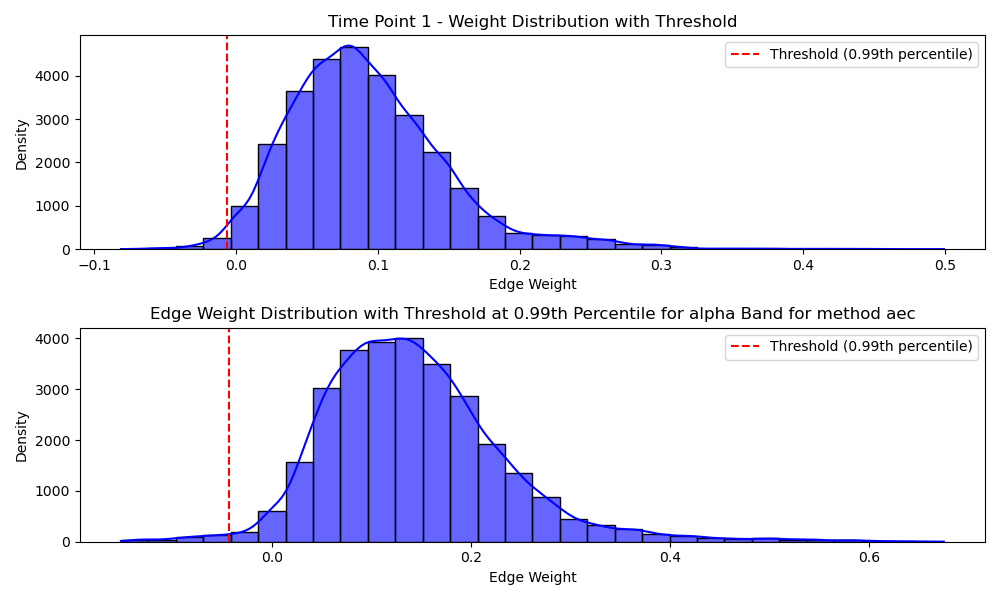 Time Point 1 - Weight Distribution with Threshold
Threshold (0.99th percentile)
Density
4000
3000
2000
1000
0
−0.1 0.0 0.1 0.2 0.3 0.4 0.5
Edge Weight
Edge Weight Distribution with Threshold at 0.99th Percentile for alpha Band for method aec
Threshold (0.99th percentile)
Density
4000
3000
2000
1000
0
0.0 0.2 0.4 0.6
Edge Weight